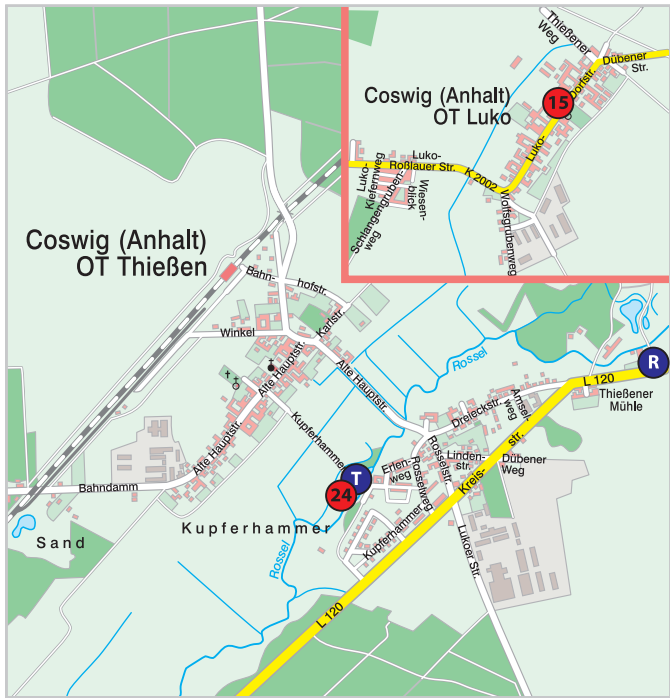 Thießener
Weg
Dübener
Str.
Dorfstr.
15
Coswig (Anhalt)
OT Luko
Luko-
Luko-
Roßlauer Str.
K 2002
Luko-
Kiefernweg
Schlangengruben-
weg
Wiesen-
blick
Wolfsgrubenweg
Coswig (Anhalt)
OT Thießen
Bahn-
hofstr.
Karlstr.
Winkel
Alte Hauptstr.
Alte Hauptstr.
Alte Hauptstr.
Rossel
R
L 120
Thießener
Mühle
Amsel-
weg
Dreieckstr.
Kreis-
str.
Rosselstr.
Linden-
str.
Dübener
Weg
Erlen-
weg
Rosselweg
Kupferhammer
T
24
Kupferhammer
Kupferhammer
Bahndamm
Sand
Rossel
Lukoer Str.
L 120